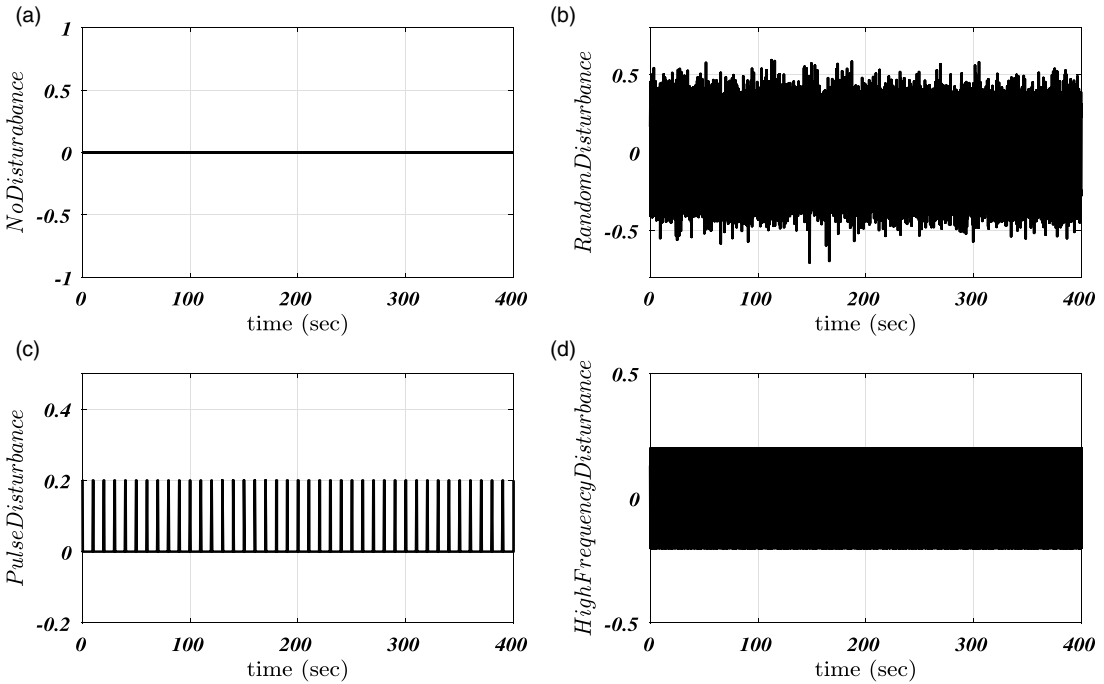 (a)
NoDisturabance
1
0.5
0
-0.5
-1
0 100 200 300 400
time (sec)
(b)
RandomDisturbance
0.5
0
-0.5
0 100 200 300 400
time (sec)
(c)
PulseDisturbance
0.4
0.2
0
-0.2
0 100 200 300 400
time (sec)
(d)
HighFrequencyDisturbance
0.5
0
-0.5
0 100 200 300 400
time (sec)